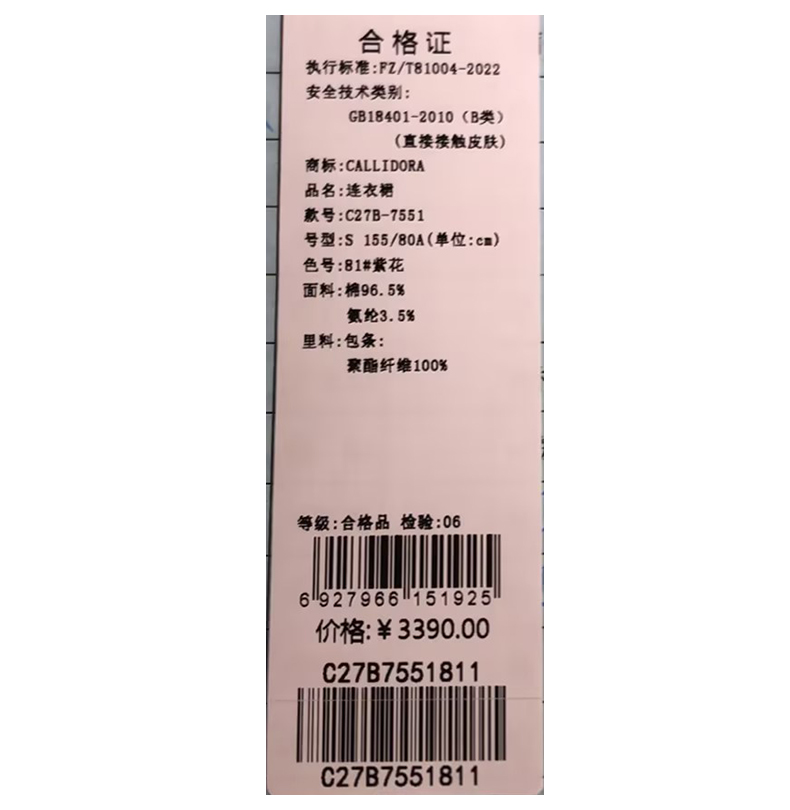 合格证
执行标准:FZ/T81004-2022
安全技术类别:
GB18401-2010（B类）
(直接接触皮肤)
商标:CALLIDORA
品名:连衣裙
款号:C27B-7551
号型:S 155/80A(单位:cm)
色号:81#紫花
面料:棉96.5%
氨纶3.5%
里料:包条:
聚酯纤维100%
等级:合格品 检验:06
6 927966 151925
价格:￥3390.00
C27B7551811
C27B7551811